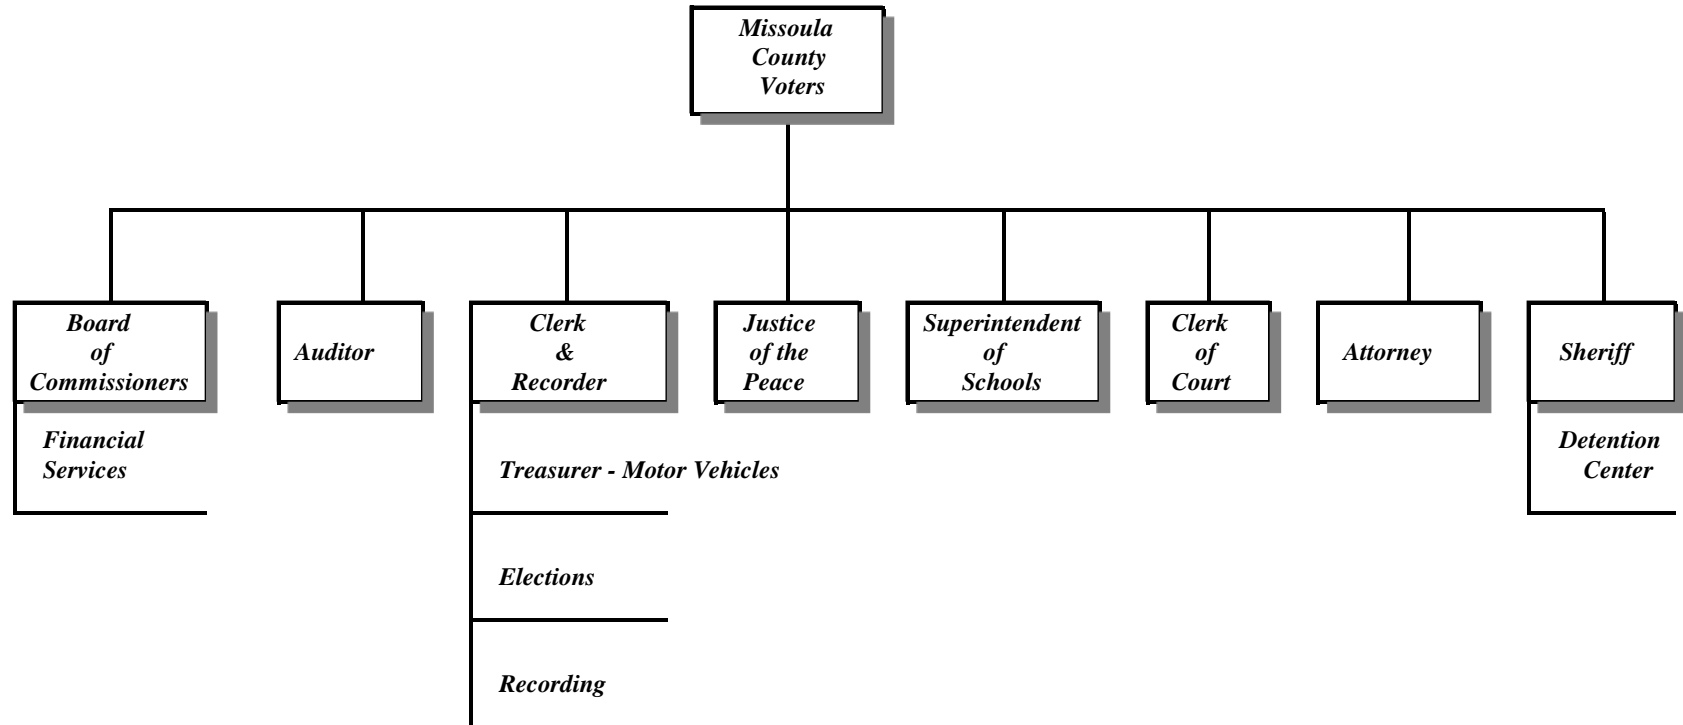 Missoula
County
Voters
Board
of
Commissioners
Auditor
Clerk
&
Recorder
Justice
of the
Peace
Superintendent
of
Schools
Clerk
of
Court
Attorney
Sheriff
Financial
Services
Treasurer - Motor Vehicles
Elections
Recording
Detention
Center